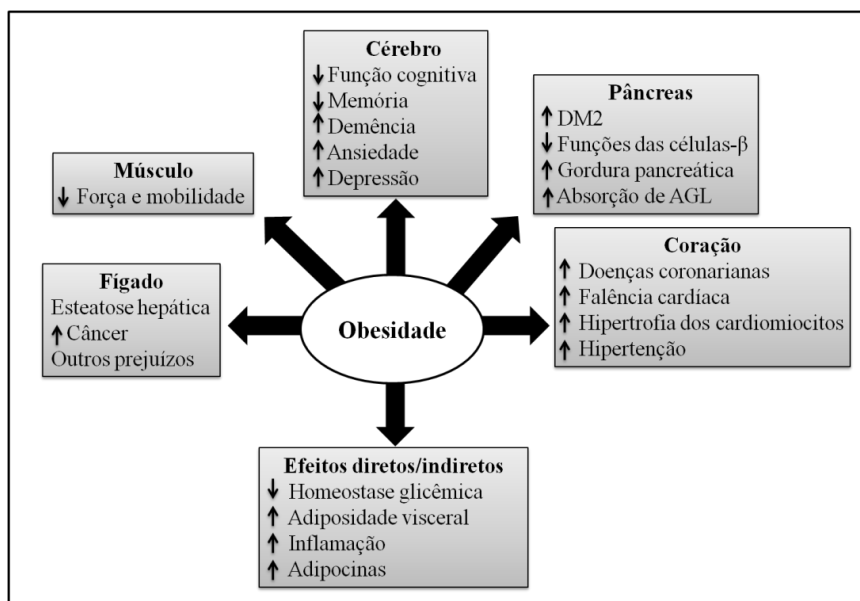 Cérebro
↓ Função cognitiva
↓ Memória
↑ Demência
↑ Ansiedade
↑ Depressão
Pâncreas
↑ DM2
↓ Funções das células-β
↑ Gordura pancreática
↑ Absorção de AGL
Músculo
↓ Força e mobilidade
Coração
↑ Doenças coronarianas
↑ Falência cardíaca
↑ Hipertrofia dos cardiomiocitos
↑ Hipertenção
Fígado
Esteatose hepática
↑ Câncer
Outros prejuízos
Obesidade
Efeitos diretos/indiretos
↓ Homeostase glicêmica
↑ Adiposidade visceral
↑ Inflamação
↑ Adipocinas